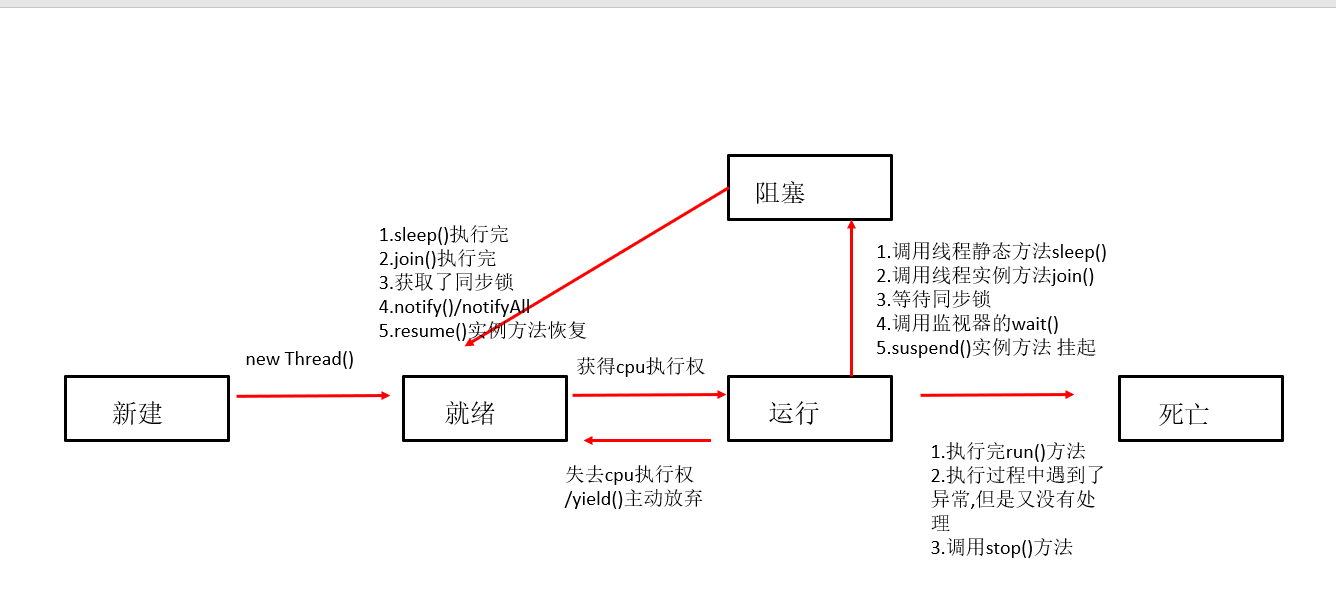 阻塞
1.sleep()执行完
2.join()执行完
3.获取了同步锁
4.notify()/notifyAll
5.resume()实例方法恢复
1.调用线程静态方法sleep()
2.调用线程实例方法join()
3.等待同步锁
4.调用监视器的wait()
5.suspend()实例方法 挂起
new Thread()
获得cpu执行权
新建
就绪
运行
死亡
失去cpu执行权
/yield()主动放弃
1.执行完run()方法
2.执行过程中遇到了
异常,但是又没有处
理
3.调用stop()方法